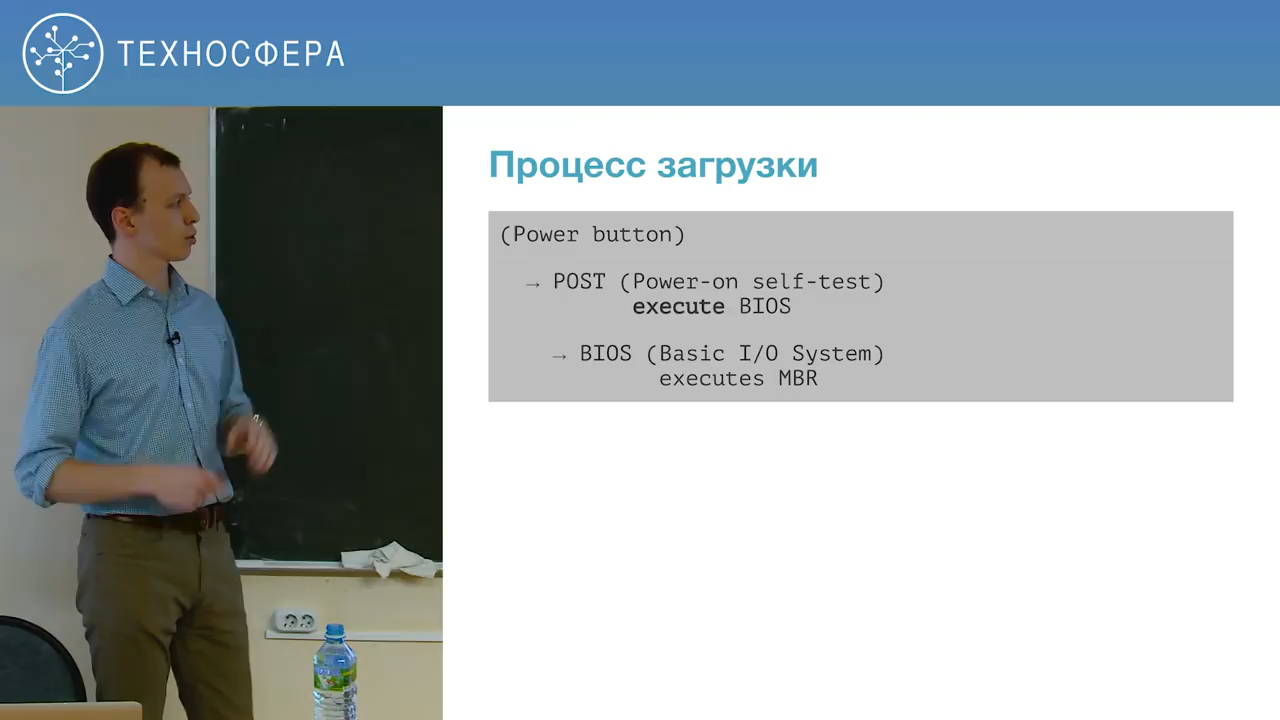 ТЕХНОСФЕРА
Процесс загрузки
(Power button)
→ POST (Power-on self-test)
execute BIOS
→ BIOS (Basic I/O System)
executes MBR